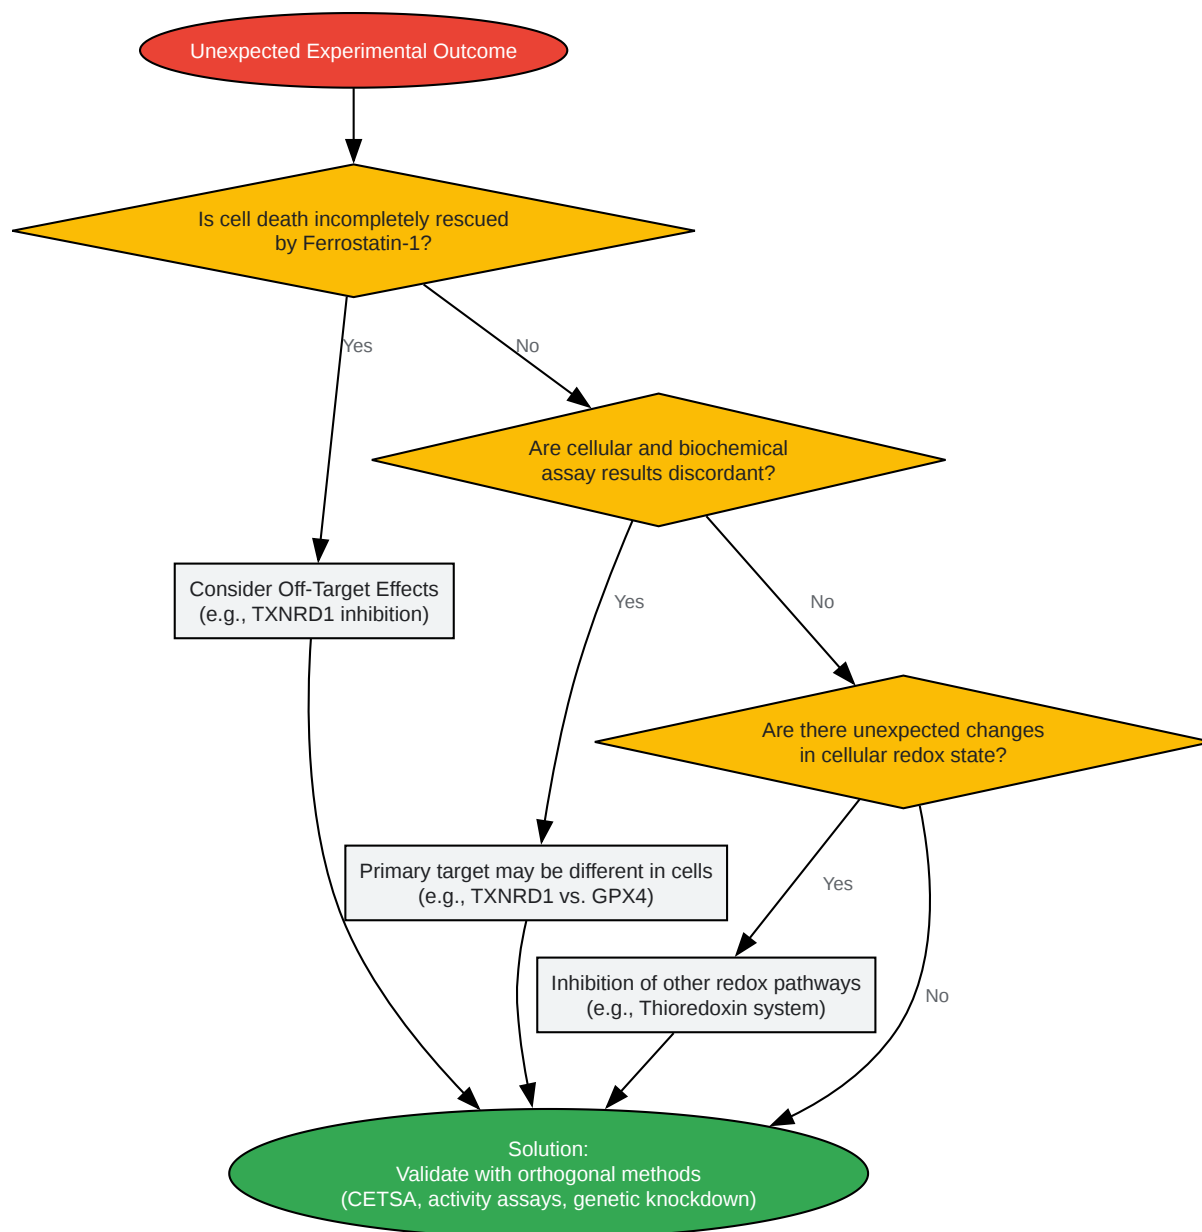 Unexpected Experimental Outcome
Is cell death incompletely rescued
by Ferrostatin-1?
Yes
No
Are cellular and biochemical
assay results discordant?
Consider Off-Target Effects
(e.g., TXNRD1 inhibition)
Yes
No
Are there unexpected changes
in cellular redox state?
Primary target may be different in cells
(e.g., TXNRD1 vs. GPX4)
Yes
Inhibition of other redox pathways
(e.g., Thioredoxin system)
No
Solution:
Validate with orthogonal methods
(CETSA, activity assays, genetic knockdown)